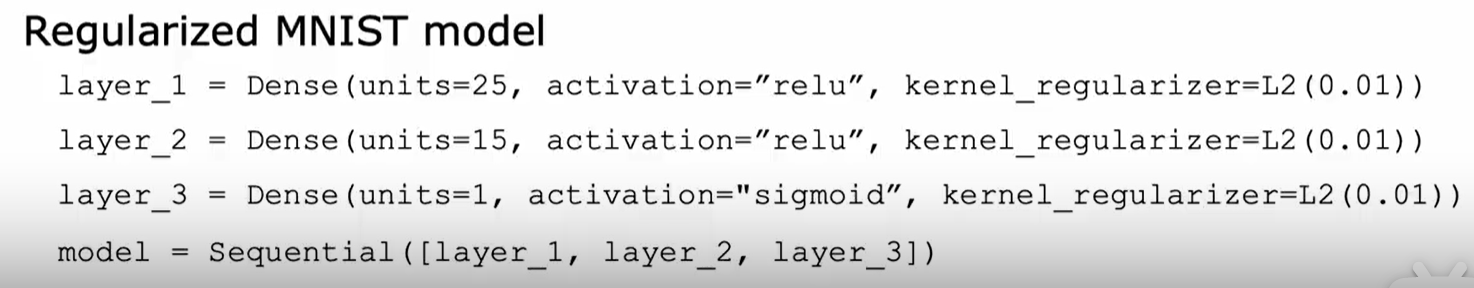 Regularized MNIST model
layer_1 = Dense(units=25, activation=”relu”, kernel_regularizer=L2(0.01))
layer_2 = Dense(units=15, activation=”relu”, kernel_regularizer=L2(0.01))
layer_3 = Dense(units=1, activation="sigmoid”, kernel_regularizer=L2(0.01))
model = Sequential([layer_1, layer_2, layer_3])